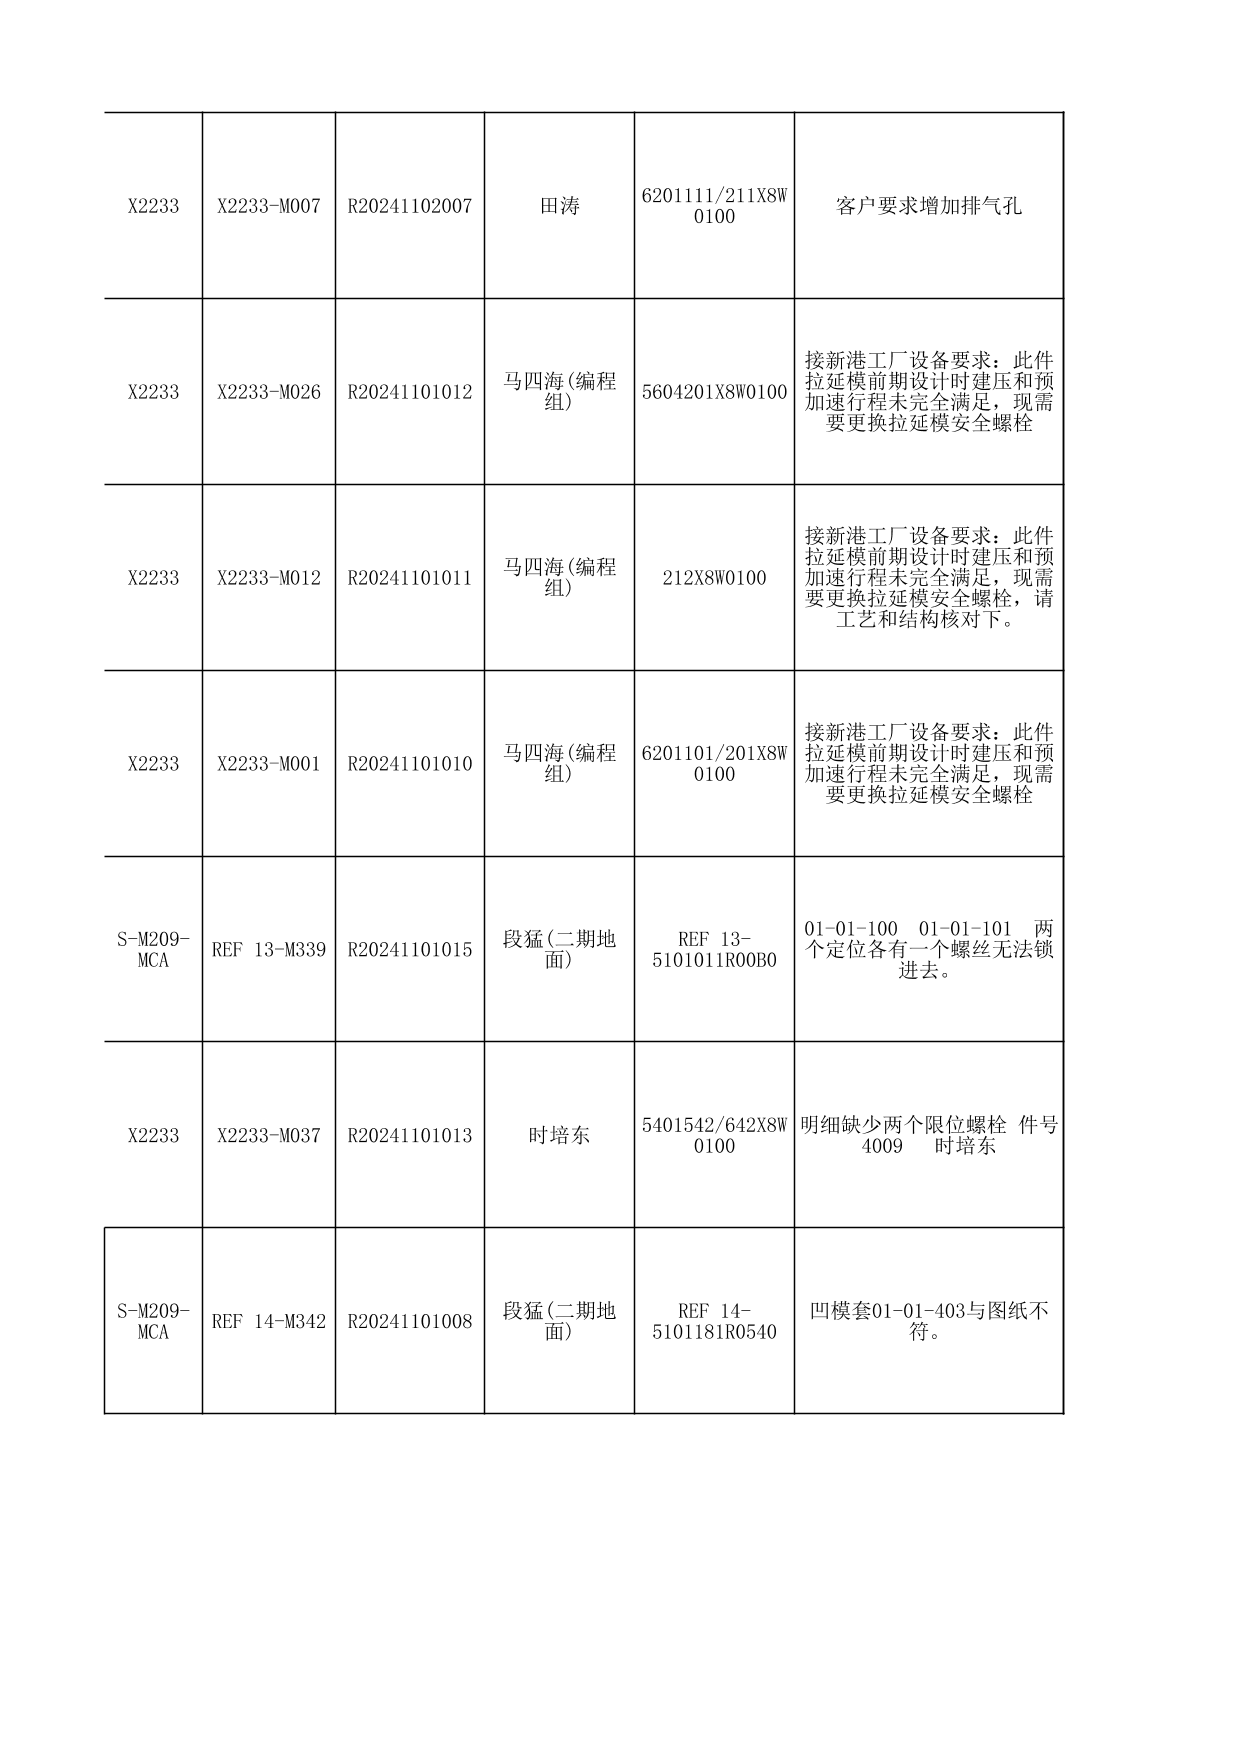 X2233
X2233-M007
R20241102007
田涛
6201111/211X8W
0100
客户要求增加排气孔
X2233
X2233-M026
R20241101012
马四海(编程
组)
5604201X8W0100
接新港工厂设备要求：此件
拉延模前期设计时建压和预
加速行程未完全满足，现需
要更换拉延模安全螺栓
X2233
X2233-M012
R20241101011
马四海(编程
组)
212X8W0100
接新港工厂设备要求：此件
拉延模前期设计时建压和预
加速行程未完全满足，现需
要更换拉延模安全螺栓，请
工艺和结构核对下。
X2233
X2233-M001
R20241101010
马四海(编程
组)
6201101/201X8W
0100
接新港工厂设备要求：此件
拉延模前期设计时建压和预
加速行程未完全满足，现需
要更换拉延模安全螺栓
S-M209-
MCA
REF 13-M339
R20241101015
段猛(二期地
面)
REF 13-
5101011R00B0
01-01-100 01-01-101 两
个定位各有一个螺丝无法锁
进去。
X2233
X2233-M037
R20241101013
时培东
5401542/642X8W
0100
明细缺少两个限位螺栓 件号
4009 时培东
S-M209-
MCA
REF 14-M342
R20241101008
段猛(二期地
面)
REF 14-
5101181R0540
凹模套01-01-403与图纸不
符。